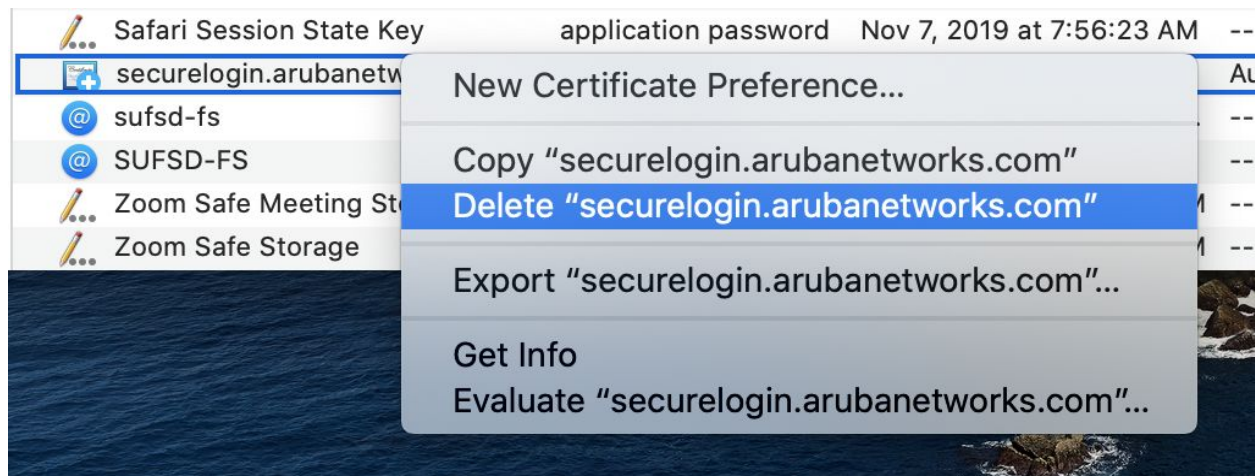 Safari Session State Key application password Nov 7, 2019 at 7:56:23 AM --
securelogin.arubanetw
New Certificate Preference...
sufsd-fs --
SUFSD-FS --
Copy “securelogin.arubanetworks.com”
Zoom Safe Meeting --
Delete “securelogin.arubanetworks.com”
Zoom Safe Storage --
Export “securelogin.arubanetworks.com”...
Get Info
Evaluate “securelogin.arubanetworks.com”...